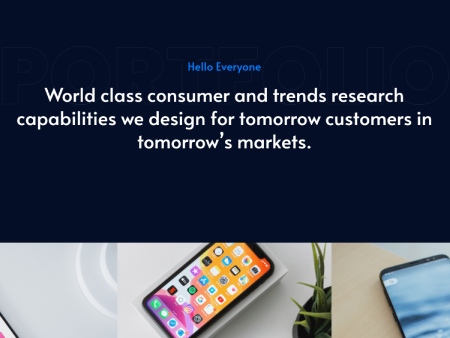 PORTFOLIO
Hello Everyone
World class consumer and trends research
capabilities we design for tomorrow customers in
tomorrow's markets.